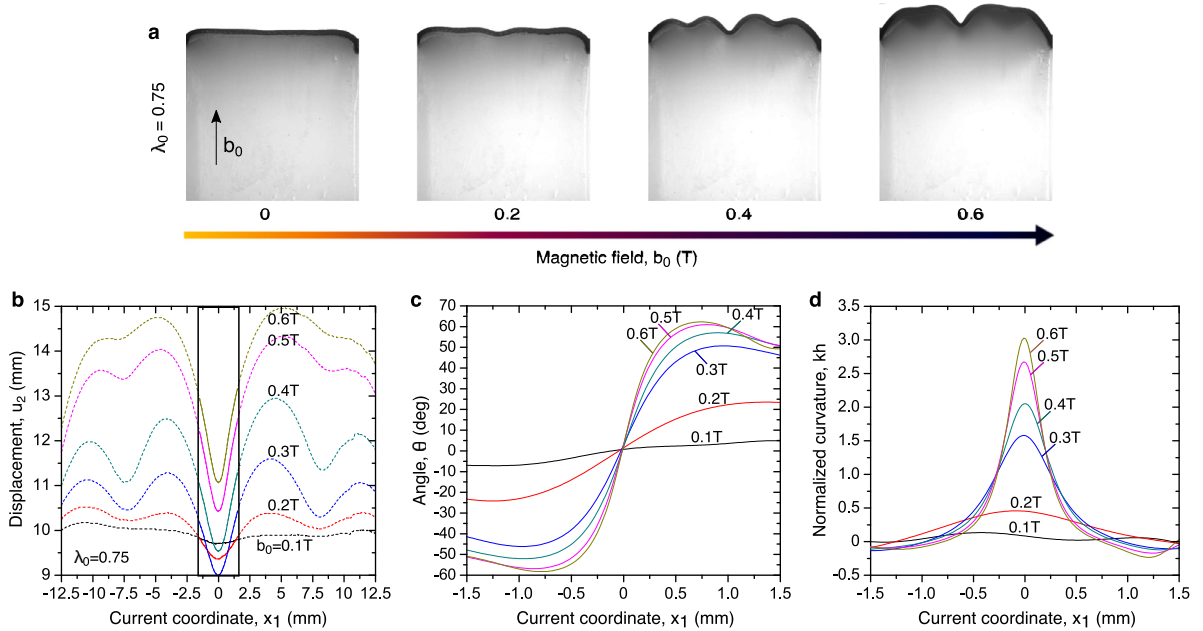 a
λ0 = 0.75
b0
0
0.2
0.4
0.6
Magnetic field, b0 (T)
b
15
14
13
12
11
10
9
Displacement, u2 (mm)
0.6T
0.5T
0.4T
0.3T
0.2T
b0=0.1T
λ0=0.75
-12.5 -10 -7.5 -5 -2.5 0 2.5 5 7.5 10 12.5
Current coordinate, x1 (mm)
c
70
60
50
40
30
20
10
0
-10
-20
-30
-40
-50
-60
Angle, θ (deg)
0.5T
0.4T
0.6T
0.3T
0.2T
0.1T
-1.5 -1.0 -0.5 0 0.5 1.0 1.5
Current coordinate, x1 (mm)
d
3.5
3.0
2.5
2.0
1.5
1.0
0.5
0
-0.5
Normalized curvature, kh
0.6T
0.5T
0.4T
0.3T
0.2T
0.1T
-1.5 -1.0 -0.5 0 0.5 1.0 1.5
Current coordinate, x1 (mm)